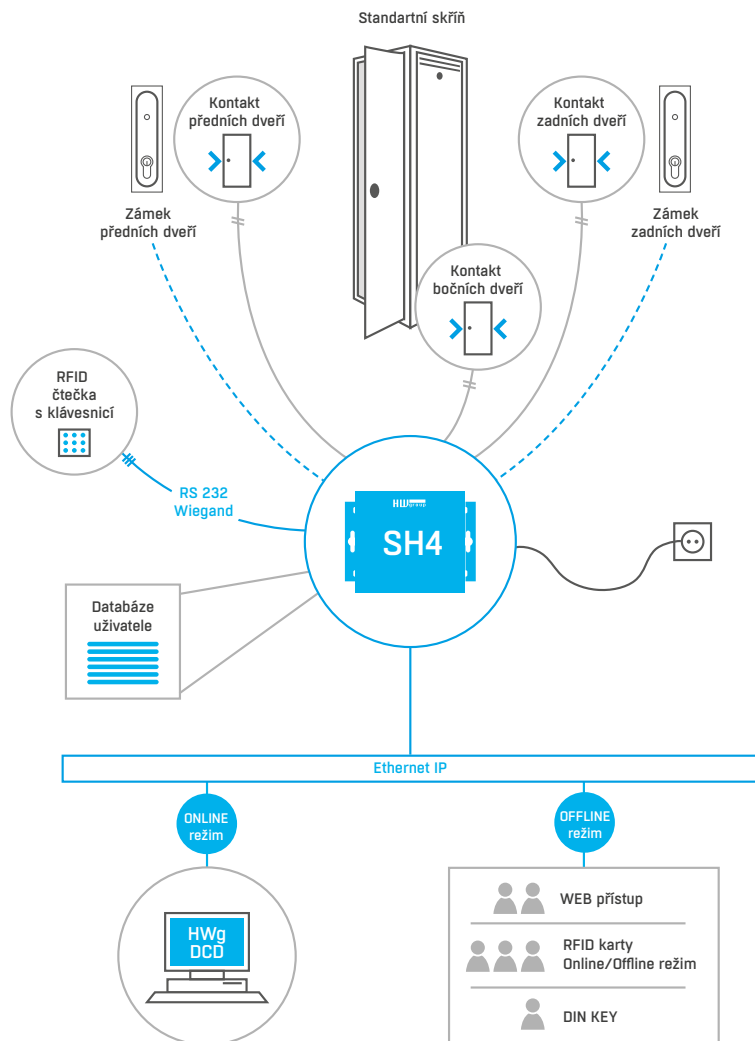 Standartní skříň
Kontakt
předních dveří
Kontakt
zadních dveří
Zámek
předních dveří
Zámek
zadních dveří
Kontakt
bočních dveří
RFID
čtečka
s klávesnicí
RS 232
Wiegand
HWgroup
SH4
Databáze
uživatele
Ethernet IP
ONLINE
režim
OFFLINE
režim
HWg
DCD
WEB přístup
RFID karty
Online/Offline režim
DIN KEY